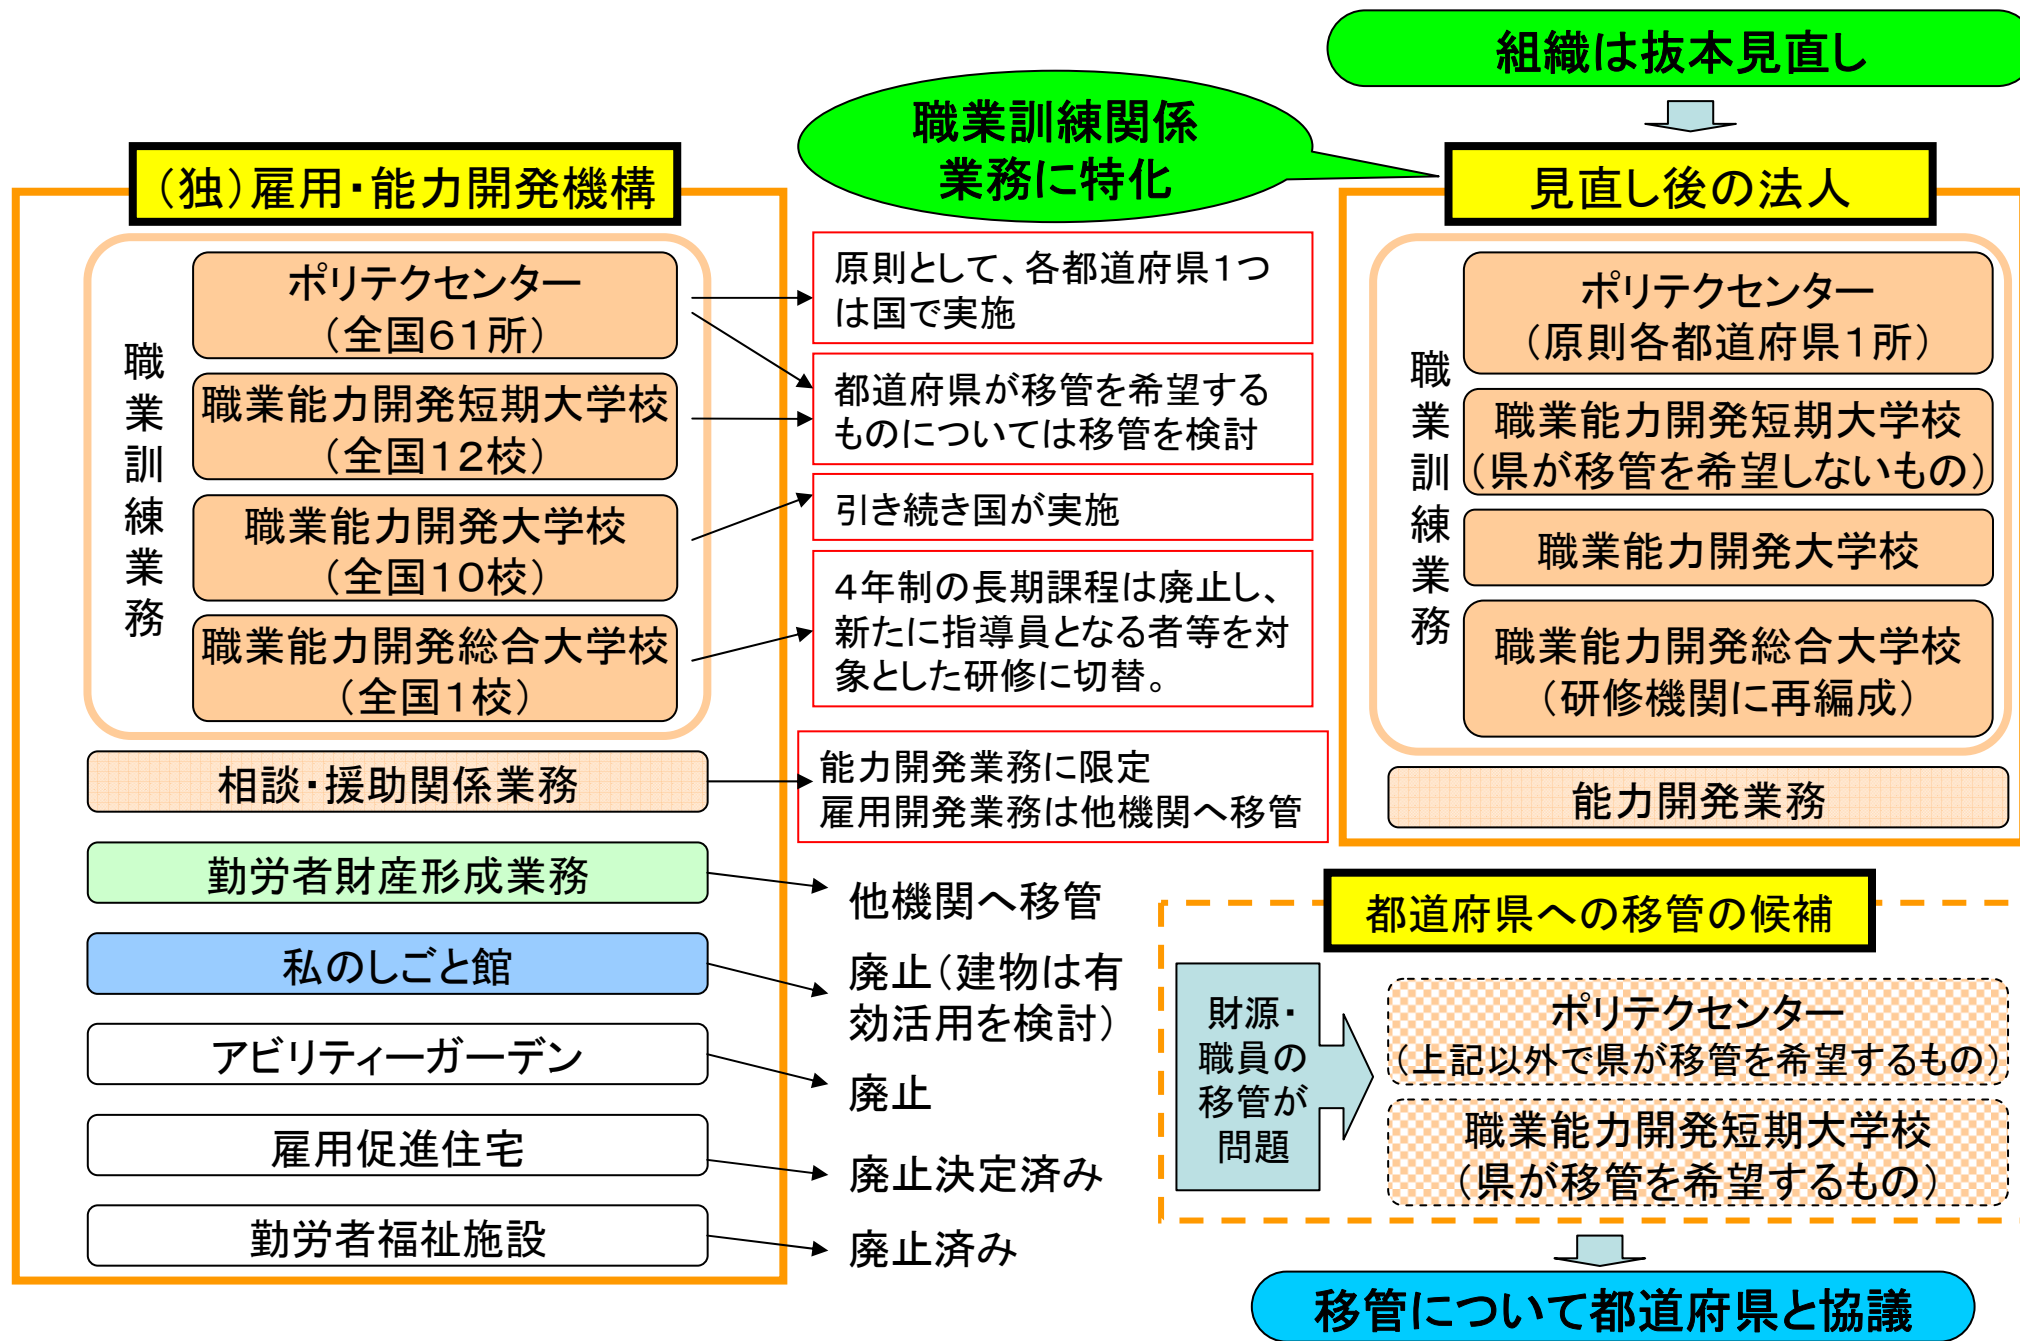 組織は抜本見直し
職業訓練関係
業務に特化
（独）雇用・能力開発機構
職業訓練業務
ポリテクセンター
（全国６１所）
職業能力開発短期大学校
（全国１２校）
職業能力開発大学校
（全国１０校）
職業能力開発総合大学校
（全国１校）
相談・援助関係業務
勤労者財産形成業務
私のしごと館
アビリティーガーデン
雇用促進住宅
勤労者福祉施設
原則として、各都道府県１つ
は国で実施
都道府県が移管を希望する
ものについては移管を検討
引き続き国が実施
４年制の長期課程は廃止し、
新たに指導員となる者等を対
象とした研修に切替。
能力開発業務に限定
雇用開発業務は他機関へ移管
他機関へ移管
廃止（建物は有
効活用を検討）
廃止
廃止決定済み
廃止済み
見直し後の法人
職業訓練業務
ポリテクセンター
（原則各都道府県１所）
職業能力開発短期大学校
（県が移管を希望しないもの）
職業能力開発大学校
職業能力開発総合大学校
（研修機関に再編成）
能力開発業務
都道府県への移管の候補
財源・
職員の
移管が
問題
ポリテクセンター
（上記以外で県が移管を希望するもの）
職業能力開発短期大学校
（県が移管を希望するもの）
移管について都道府県と協議